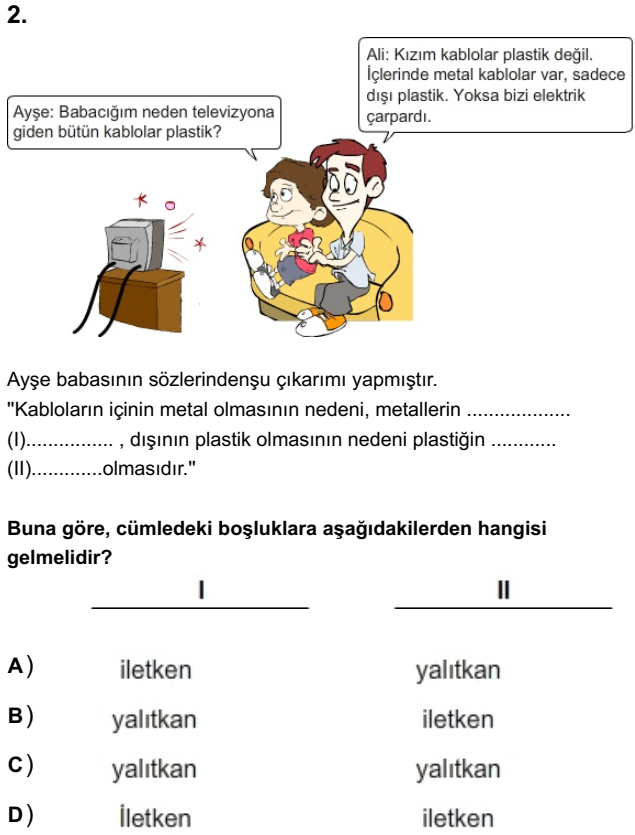 2.
Ali: Kızım kablolar plastik değil.
İçlerinde metal kablolar var, sadece
dışı plastik. Yoksa bizi elektrik
çarpardı.
Ayşe: Babacığım neden televizyona
giden bütün kablolar plastik?
Ayşe babasının sözlerindenşu çıkarımı yapmıştır.
"Kabloların içinin metal olmasının nedeni, metallerin ...................
(I)................ , dışının plastik olmasının nedeni plastiğin ............
(II).............olmasıdır."
Buna göre, cümledeki boşluklara aşağıdakilerden hangisi
gelmelidir?
I II
A) iletken yalıtkan
B) yalıtkan iletken
C) yalıtkan yalıtkan
D) İletken iletken